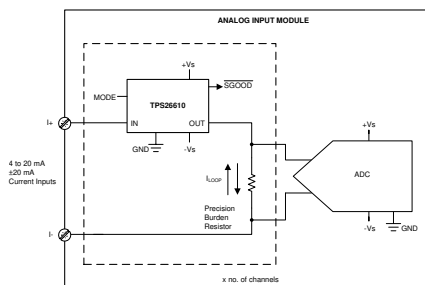 ANALOG INPUT MODULE
+Vs
SGOOD
MODE
TPS26610
I+
IN
OUT
+Vs
GND
-Vs
4 to 20 mA
±20 mA
Current Inputs
ILOOP
ADC
Precision
Burden
Resistor
-Vs
GND
I-
x no. of channels